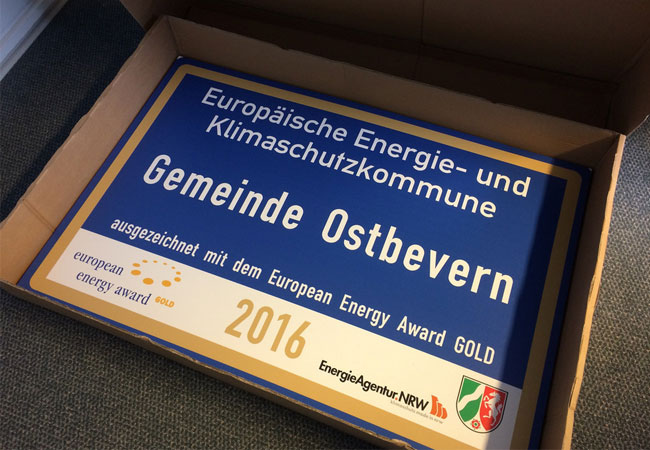 Europäische Energie- und
Klimaschutzkommune
Gemeinde Ostbevern
ausgezeichnet mit dem European Energy Award GOLD
european
energy award GOLD
2016
EnergieAgentur.NRW